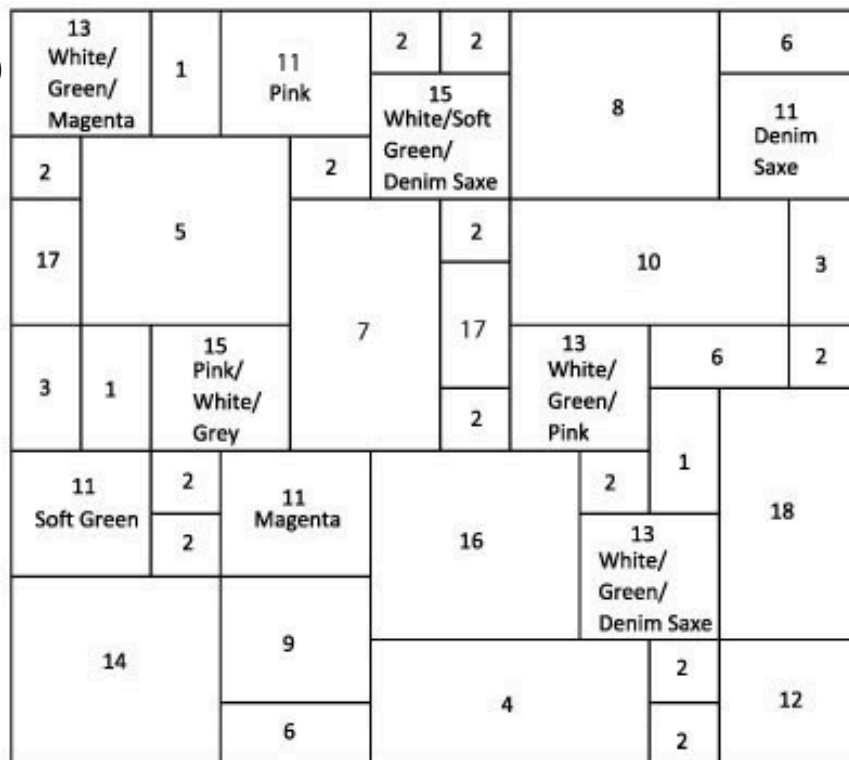 13
White/
Green/
Magenta
1
11
Pink
2
2
15
White/Soft
Green/
Denim Saxe
8
6
11
Denim
Saxe
2
5
2
17
7
2
17
2
10
3
3
1
15
Pink/
White/
Grey
13
White/
Green/
Pink
6
2
1
18
11
Soft Green
2
2
11
Magenta
16
2
13
White/
Green/
Denim Saxe
14
9
6
4
2
2
12